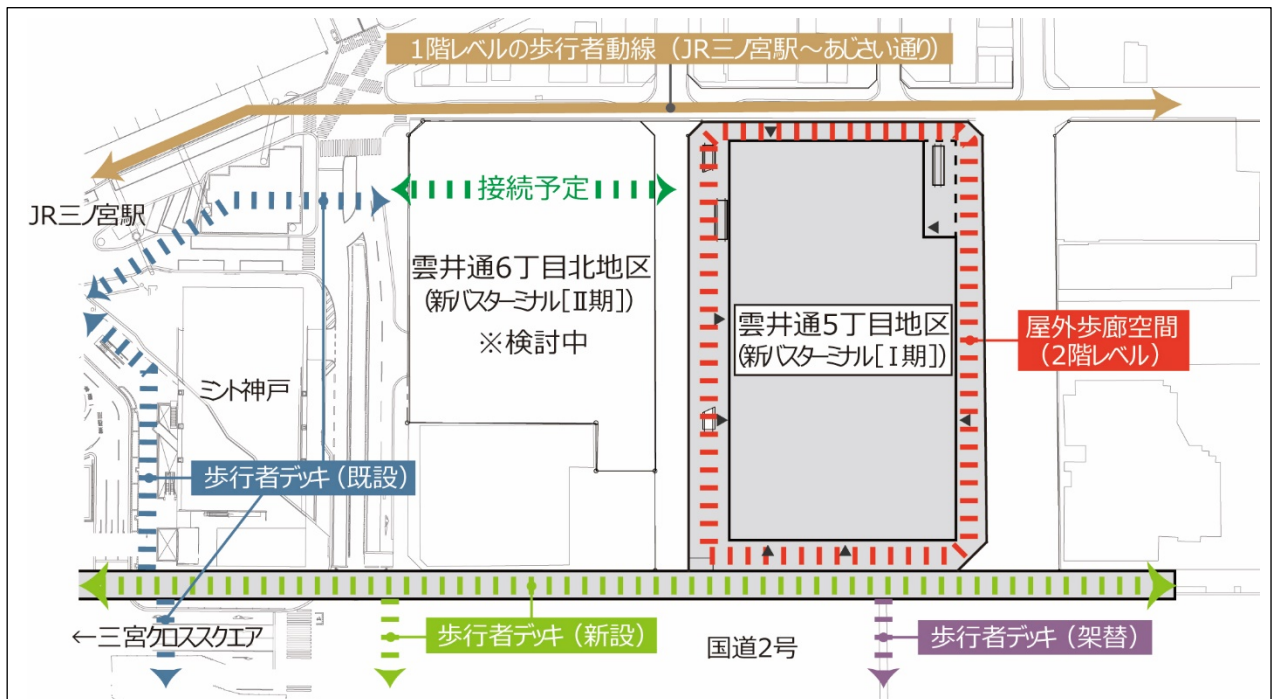 1階レベルの歩行者動線（JR三ノ宮駅～あじさい通り）
接続予定
JR三ノ宮駅
雲井通6丁目北地区
(新バスターミナル[Ⅱ期])
※検討中
雲井通5丁目地区
(新バスターミナル[Ⅰ期])
屋外歩廊空間
（2階レベル）
ミント神戸
歩行者デッキ（既設）
←三宮クロススクエア
歩行者デッキ（新設）
国道2号
歩行者デッキ（架替）